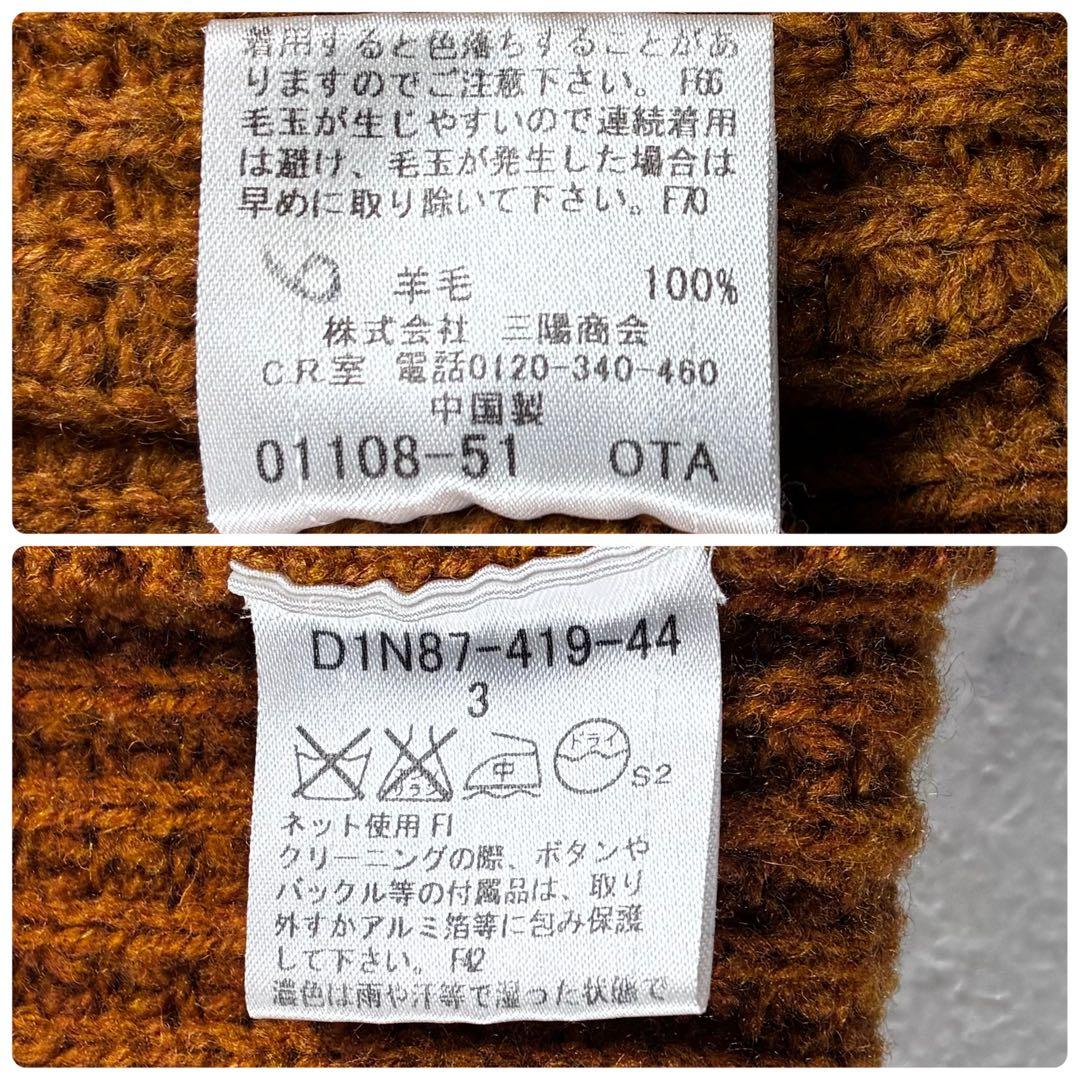 着用すると色落ちすることがあ
りますのでご注意下さい。 F66
毛玉が生じやすいので連続着用
は避け、毛玉が発生した場合は
早めに取り除いて下さい。F70
6
羊毛 100%
株式会社 三陽商会
CR室 電話0120-340-460
中国製
01108-51 OTA
D1N87-419-44
3
エリラン 中 ドライ S2
ネット使用 F1
クリーニングの際、ボタンや
バックル等の付属品は、取り
外すかアルミ箔等に包み保護
して下さい。 F42
濃色は雨や汗等で湿った状態で